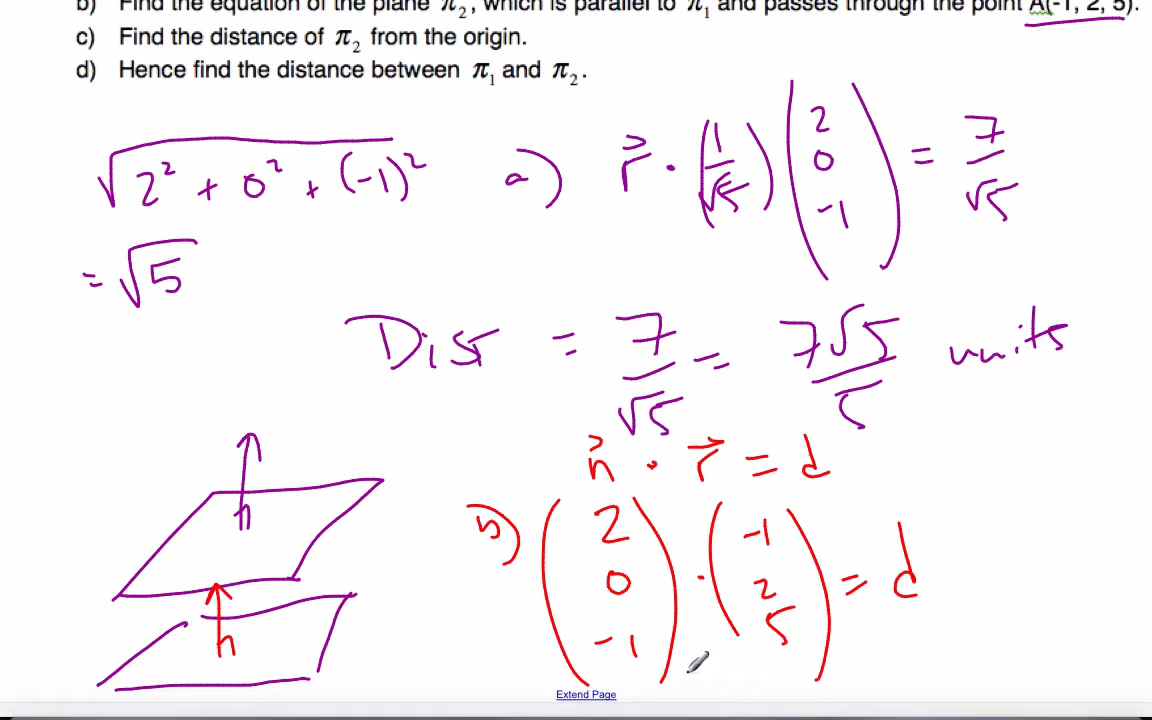 b) Find the equation of the plane π₂, which is parallel to π₁ and passes through the point A(-1, 2, 5).
c) Find the distance of π₂ from the origin.
d) Hence find the distance between π₁ and π₂.
√(2² + 0² + (-1)²)
= √5
a) r⃗ · (1/√5) (2 0 -1) = 7/√5
Dist = 7/√5 = 7√5/5 units
n⃗ · r⃗ = d
b) (2 0 -1) · (-1 2 5) = d
n
n
Extend Page